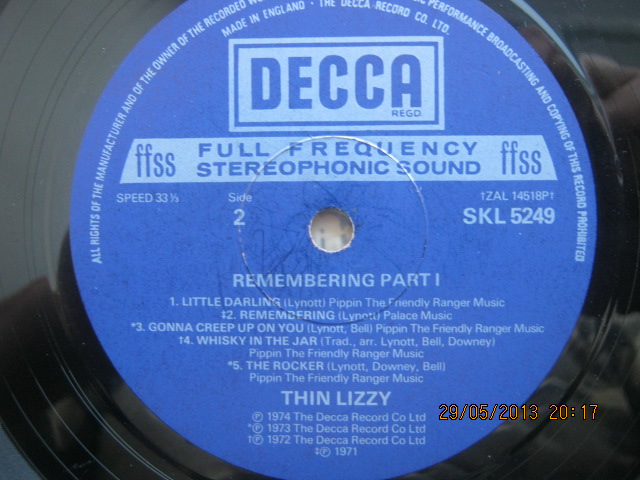 ALL RIGHTS OF THE MANUFACTURER AND OF THE OWNER OF THE RECORDED
PERFORMANCE BROADCASTING AND COPYING OF THIS RECORD PROHIBITED
MADE IN ENGLAND • THE DECCA RECORD CO. LTD.
DECCA
REGD
ffss FULL FREQUENCY ffss
STEREOPHONIC SOUND
SPEED 33⅓ Side †ZAL 14518P†
2 SKL 5249
REMEMBERING PART I
1. LITTLE DARLING (Lynott) Pippin The Friendly Ranger Music
‡2. REMEMBERING (Lynott) Palace Music
*3. GONNA CREEP UP ON YOU (Lynott, Bell) Pippin The Friendly Ranger Music
†4. WHISKY IN THE JAR (Trad., arr. Lynott, Bell, Downey)
Pippin The Friendly Ranger Music
*5. THE ROCKER (Lynott, Downey, Bell)
Pippin The Friendly Ranger Music
THIN LIZZY
℗ 1974 The Decca Record Co Ltd
*℗ 1973 The Decca Record Co Ltd
†℗ 1972 The Decca Record Co Ltd
‡℗ 1971
29/05/2013 20:17